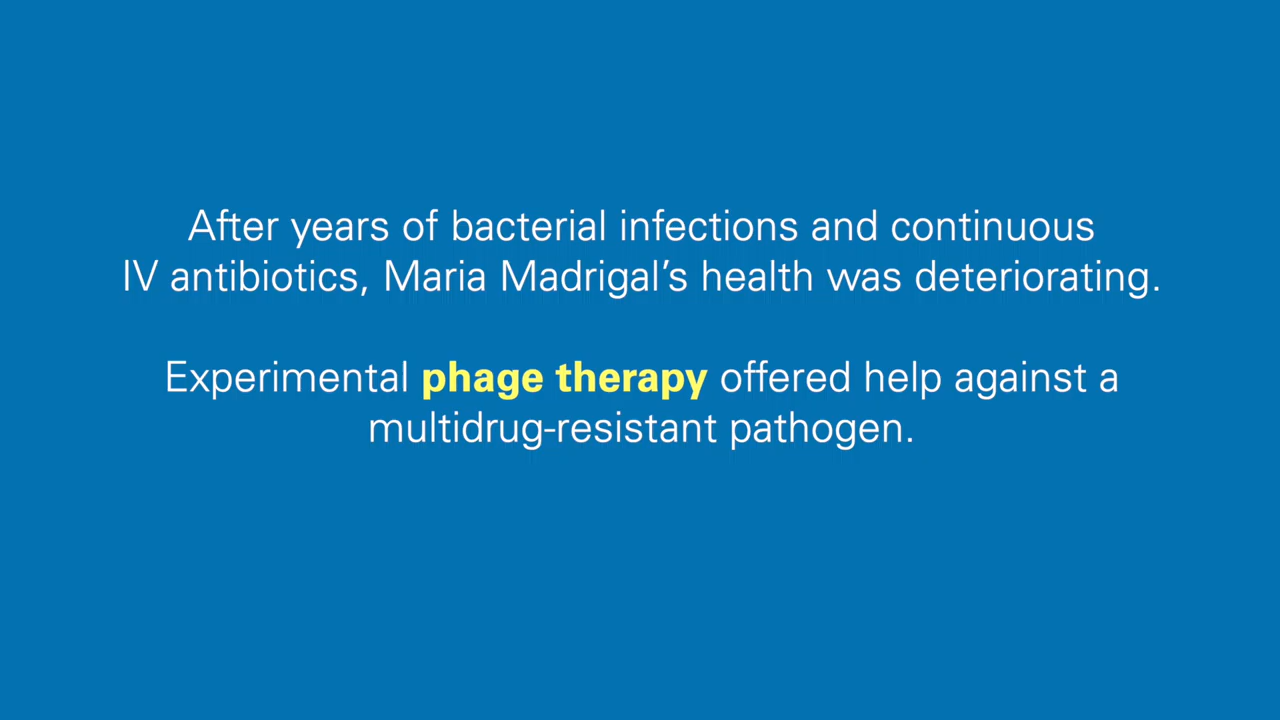 After years of bacterial infections and continuous
IV antibiotics, Maria Madrigal’s health was deteriorating.
Experimental phage therapy offered help against a
multidrug-resistant pathogen.